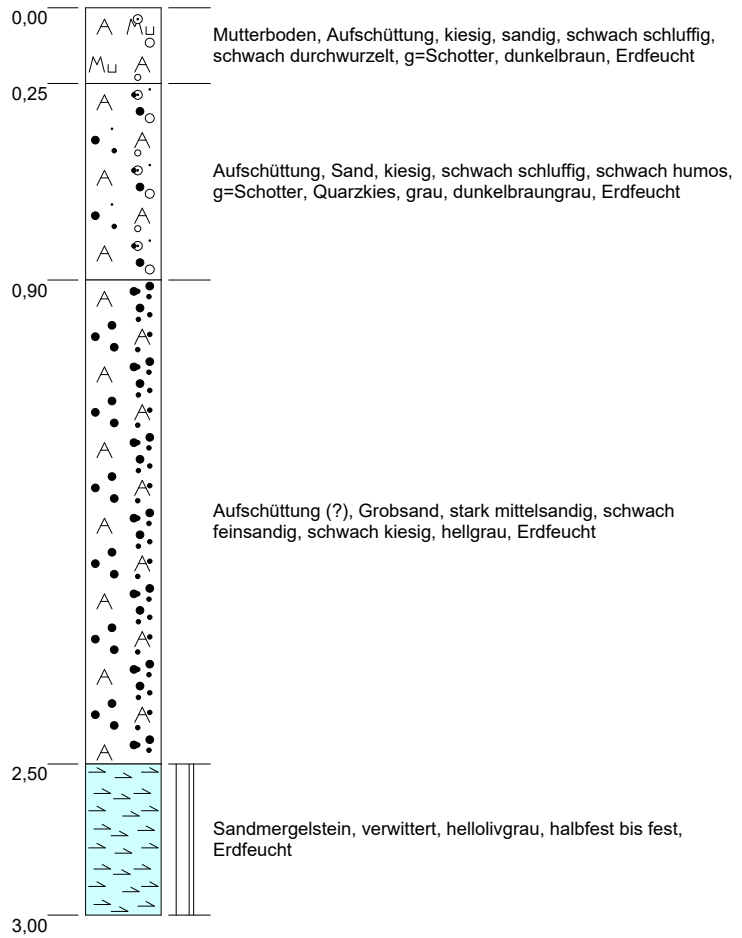 0,00
Mutterboden, Aufschüttung, kiesig, sandig, schwach schluffig,
schwach durchwurzelt, g=Schotter, dunkelbraun, Erdfeucht
A Mu
Mu A
0,25
Aufschüttung, Sand, kiesig, schwach schluffig, schwach humos,
g=Schotter, Quarzkies, grau, dunkelbraungrau, Erdfeucht
A
A
A
A
A
0,90
Aufschüttung (?), Grobsand, stark mittelsandig, schwach
feinsandig, schwach kiesig, hellgrau, Erdfeucht
A
A
A
A
A
A
A
A
A
A
A
A
A
2,50
Sandmergelstein, verwittert, hellolivgrau, halbfest bis fest,
Erdfeucht
3,00